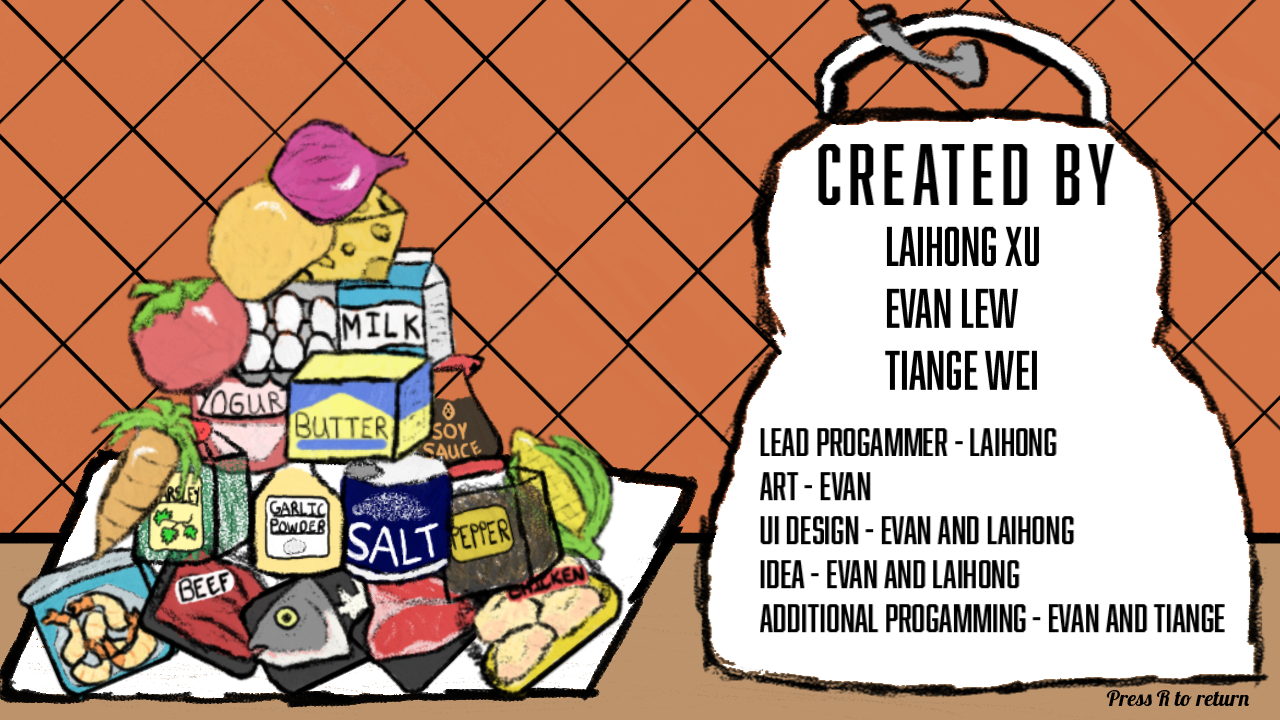 CREATED BY
LAIHONG XU
EVAN LEW
TIANGE WEI
LEAD PROGAMMER - LAIHONG
ART - EVAN
UI DESIGN - EVAN AND LAIHONG
IDEA - EVAN AND LAIHONG
ADDITIONAL PROGAMMING - EVAN AND TIANGE
MILK
YOGURT
BUTTER
SOY
SAUCE
PARSLEY
GARLIC
POWDER
SALT
PEPPER
BEEF
CHICKEN
Press R to return